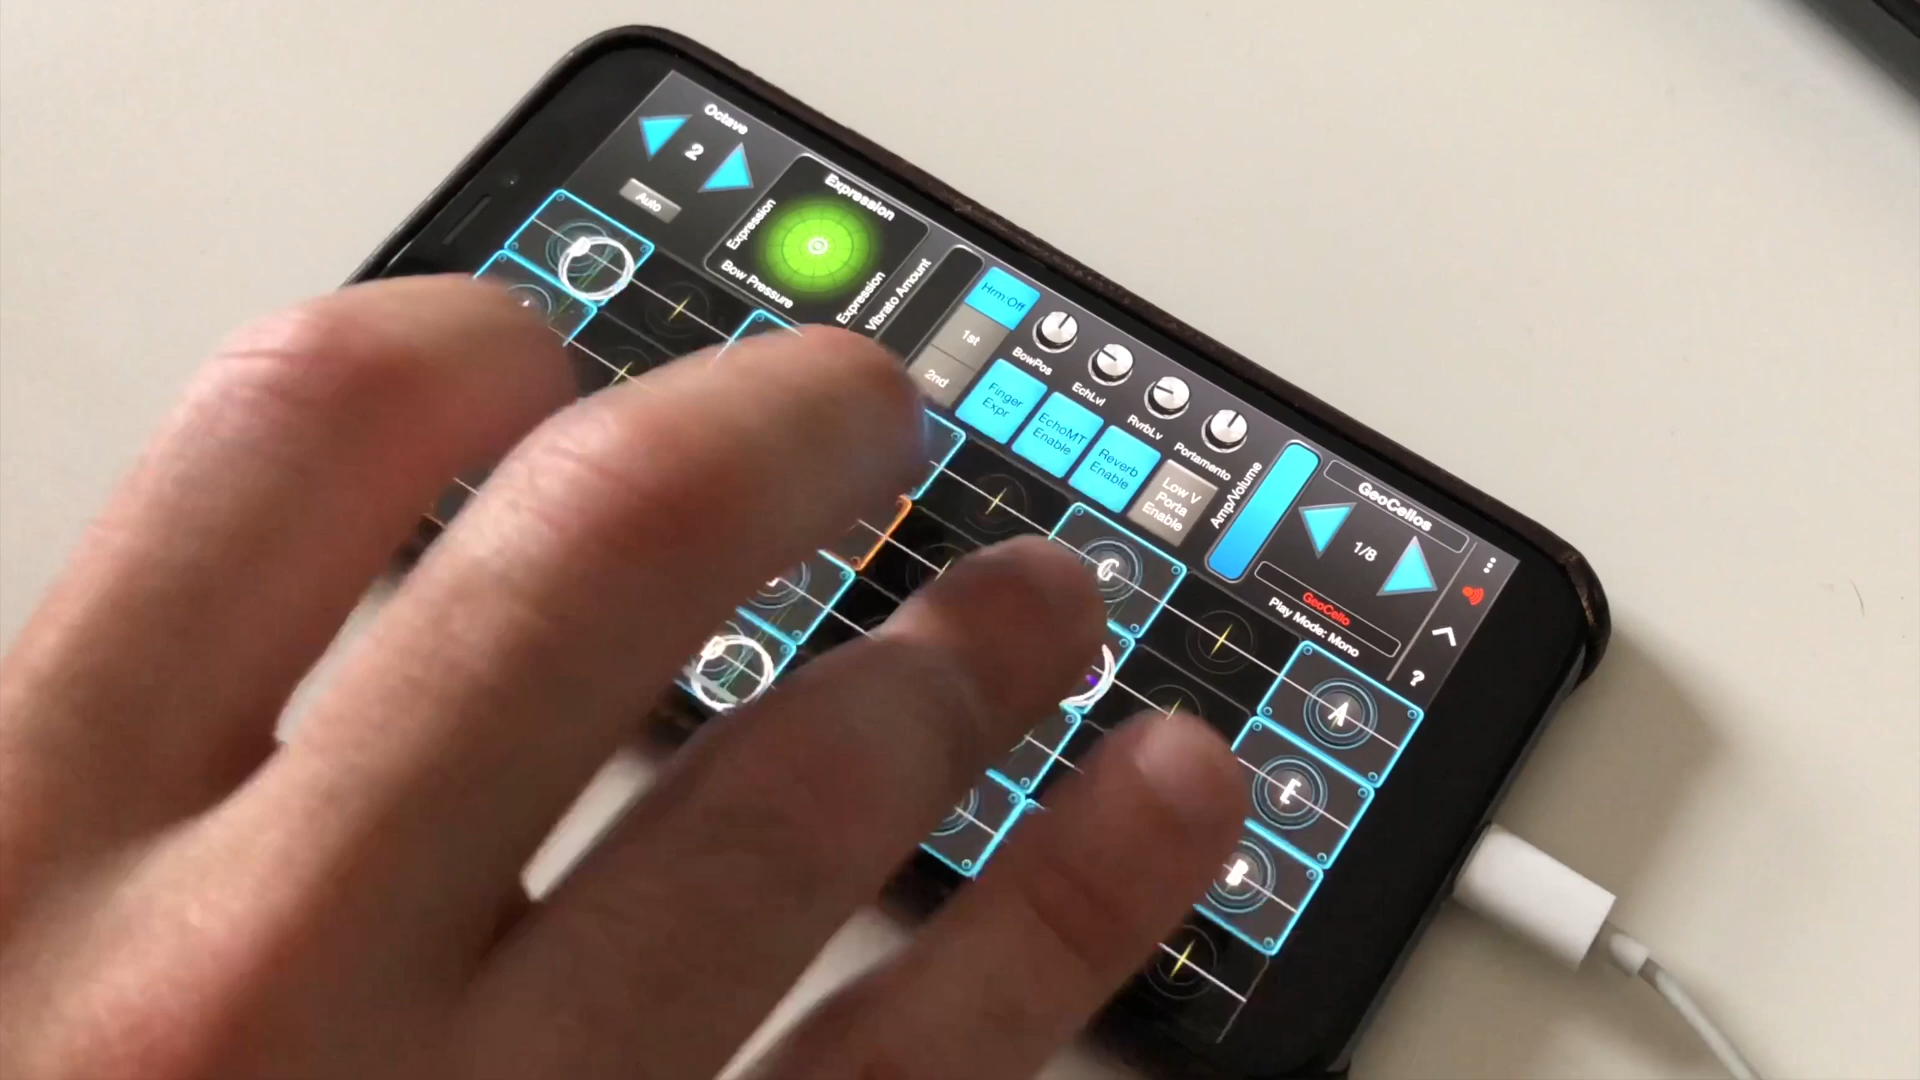 Octave
2
Auto
Expression
Expression
Bow Pressure
Expression
Vibrato Amount
Hrm:Off
1st
2nd
BowPos
EchLvl
RvrbLv
Portamento
Finger
Expr
EchoMT
Enable
Reverb
Enable
Low V
Porta
Enable
Amp/Volume
GeoCellos
1/8
GeoCello
Play Mode: Mono
?
G
A
E
B